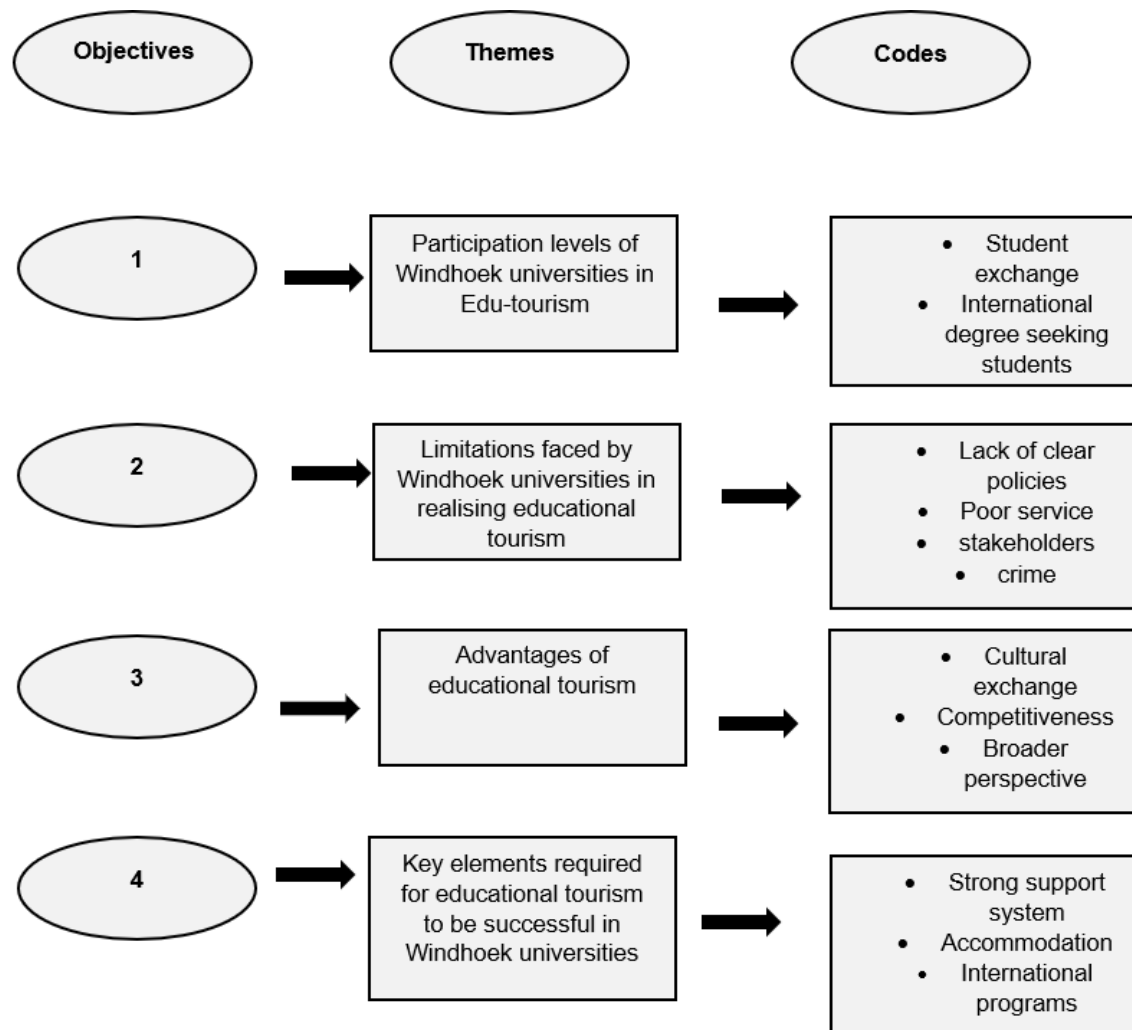 Objectives
Themes
Codes
1
Participation levels of
Windhoek universities in
Edu-tourism
• Student
exchange
• International
degree seeking
students
2
Limitations faced by
Windhoek universities in
realising educational
tourism
• Lack of clear
policies
• Poor service
• stakeholders
• crime
3
Advantages of
educational tourism
• Cultural
exchange
• Competitiveness
• Broader
perspective
4
Key elements required
for educational tourism
to be successful in
Windhoek universities
• Strong support
system
• Accommodation
• International
programs